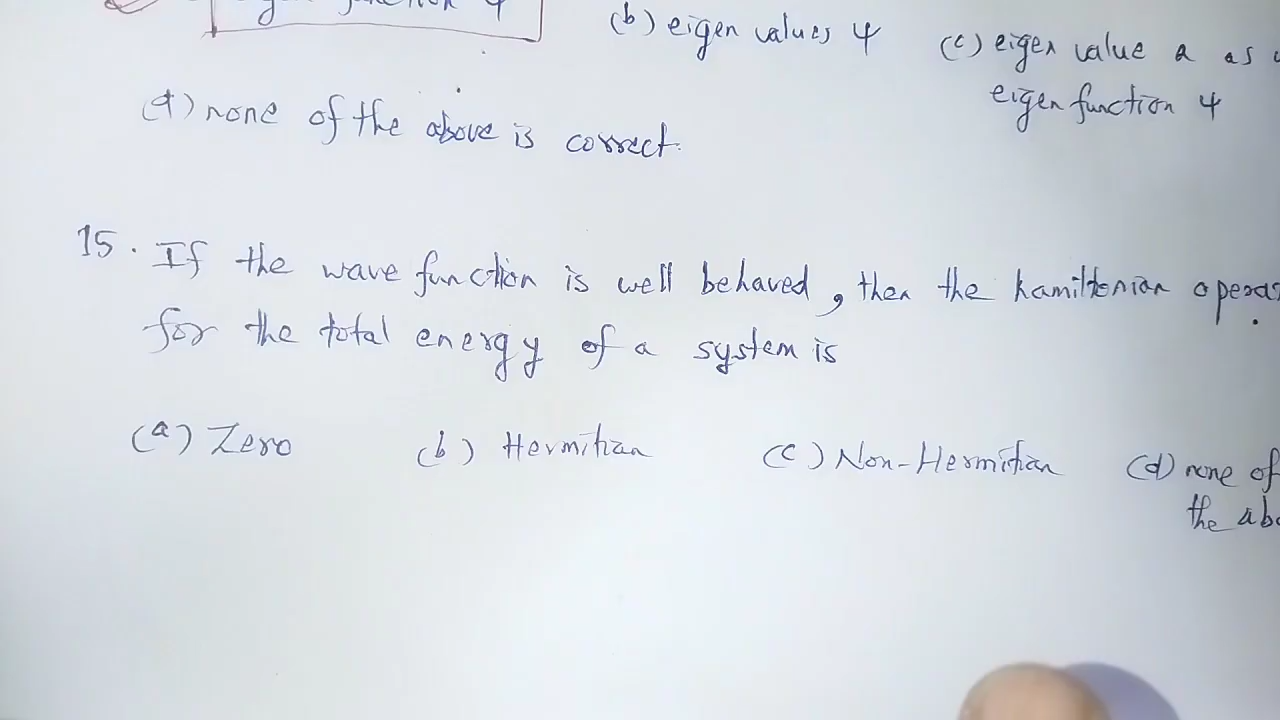 function ψ
(b) eigen values ψ
(c) eigen value a as
eigen function ψ
(d) none of the above is correct.
15. If the wave function is well behaved, then the hamiltonian operat
for the total energy of a system is
(a) Zero (b) Hermitian (c) Non-Hermitian (d) none of
the abo